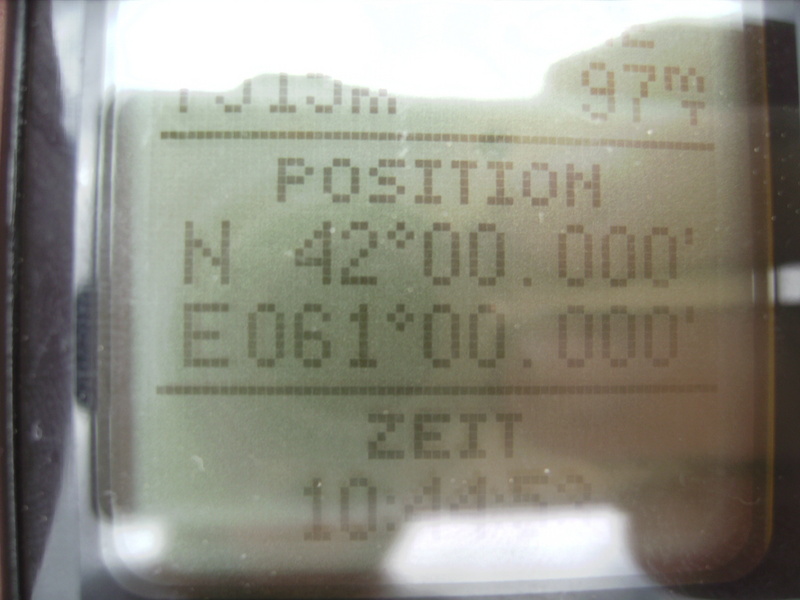 97m
POSITION
N 42°00.000'
E061°00.000'
ZEIT